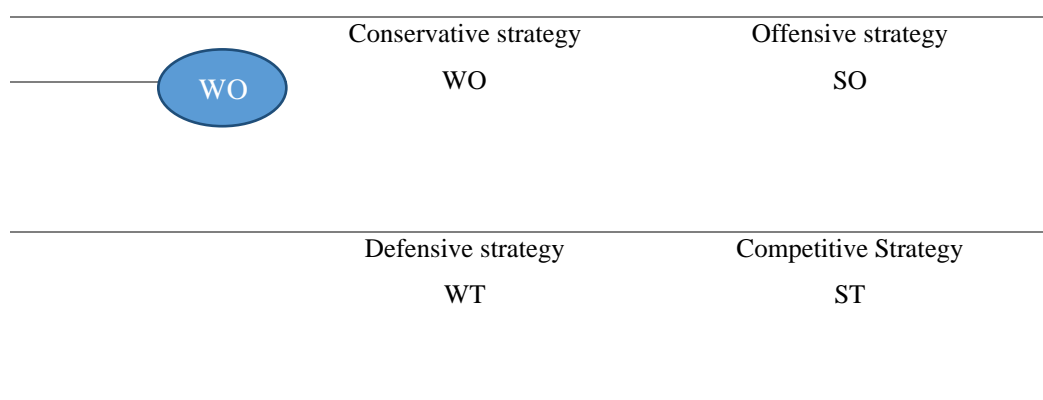 Conservative strategy Offensive strategy
WO WO SO
Defensive strategy Competitive Strategy
WT ST